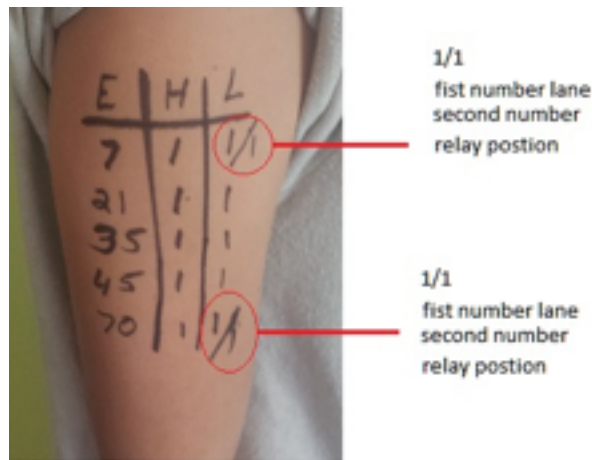 E H L
7 1 1/1
21 1 1
35 1 1
45 1 1
70 1 1/1
1/1
fist number lane
second number
relay postion
1/1
fist number lane
second number
relay postion